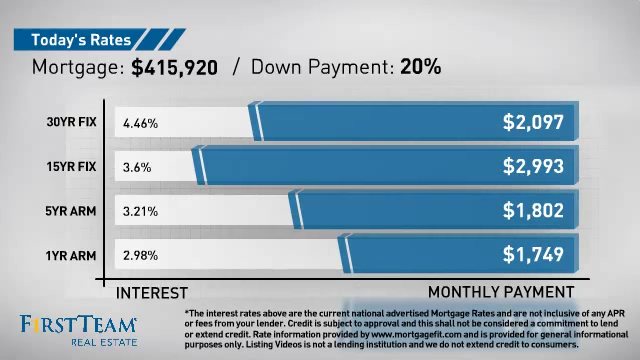 Today's Rates
Mortgage: $415,920 / Down Payment: 20%
30YR FIX 4.46% $2,097
15YR FIX 3.6% $2,993
5YR ARM 3.21% $1,802
1YR ARM 2.98% $1,749
INTEREST MONTHLY PAYMENT
FIRSTTEAM®
REAL ESTATE
*The interest rates above are the current national advertised Mortgage Rates and are not inclusive of any APR
or fees from your lender. Credit is subject to approval and this shall not be considered a commitment to lend
or extend credit. Rate information provided by www.mortgagefit.com and is provided for general informational
purposes only. Listing Videos is not a lending institution and we do not extend credit to consumers.